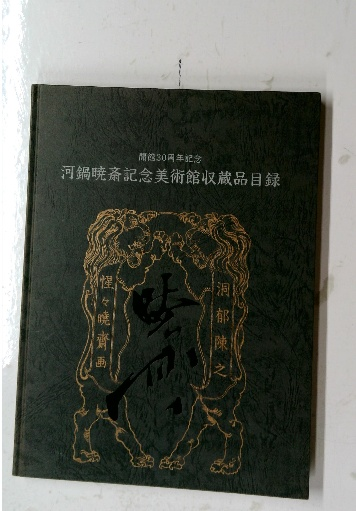 開館30周年記念
河鍋暁斎記念美術館収蔵品目録
洞郁陳之
惺々暁齋画